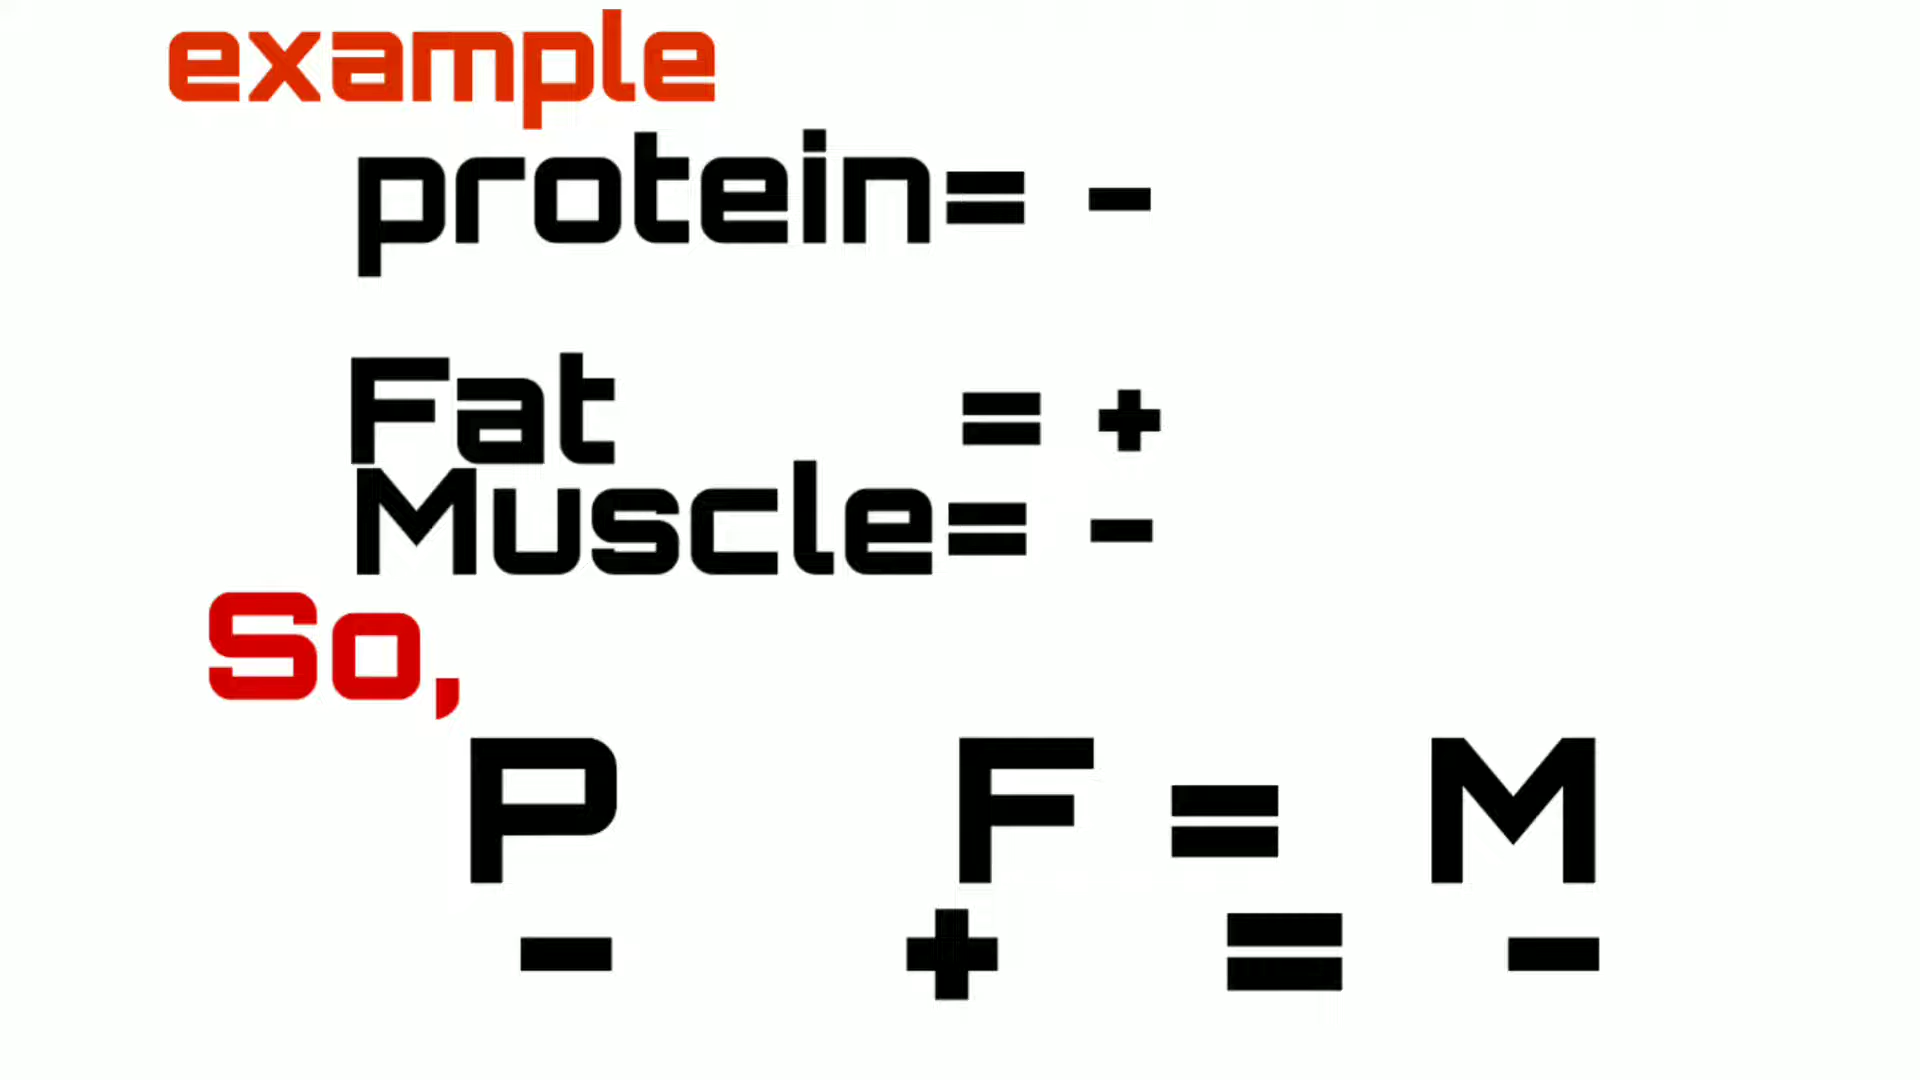 example
protein= -
Fat = +
Muscle= -
So,
P F = M
- + = -